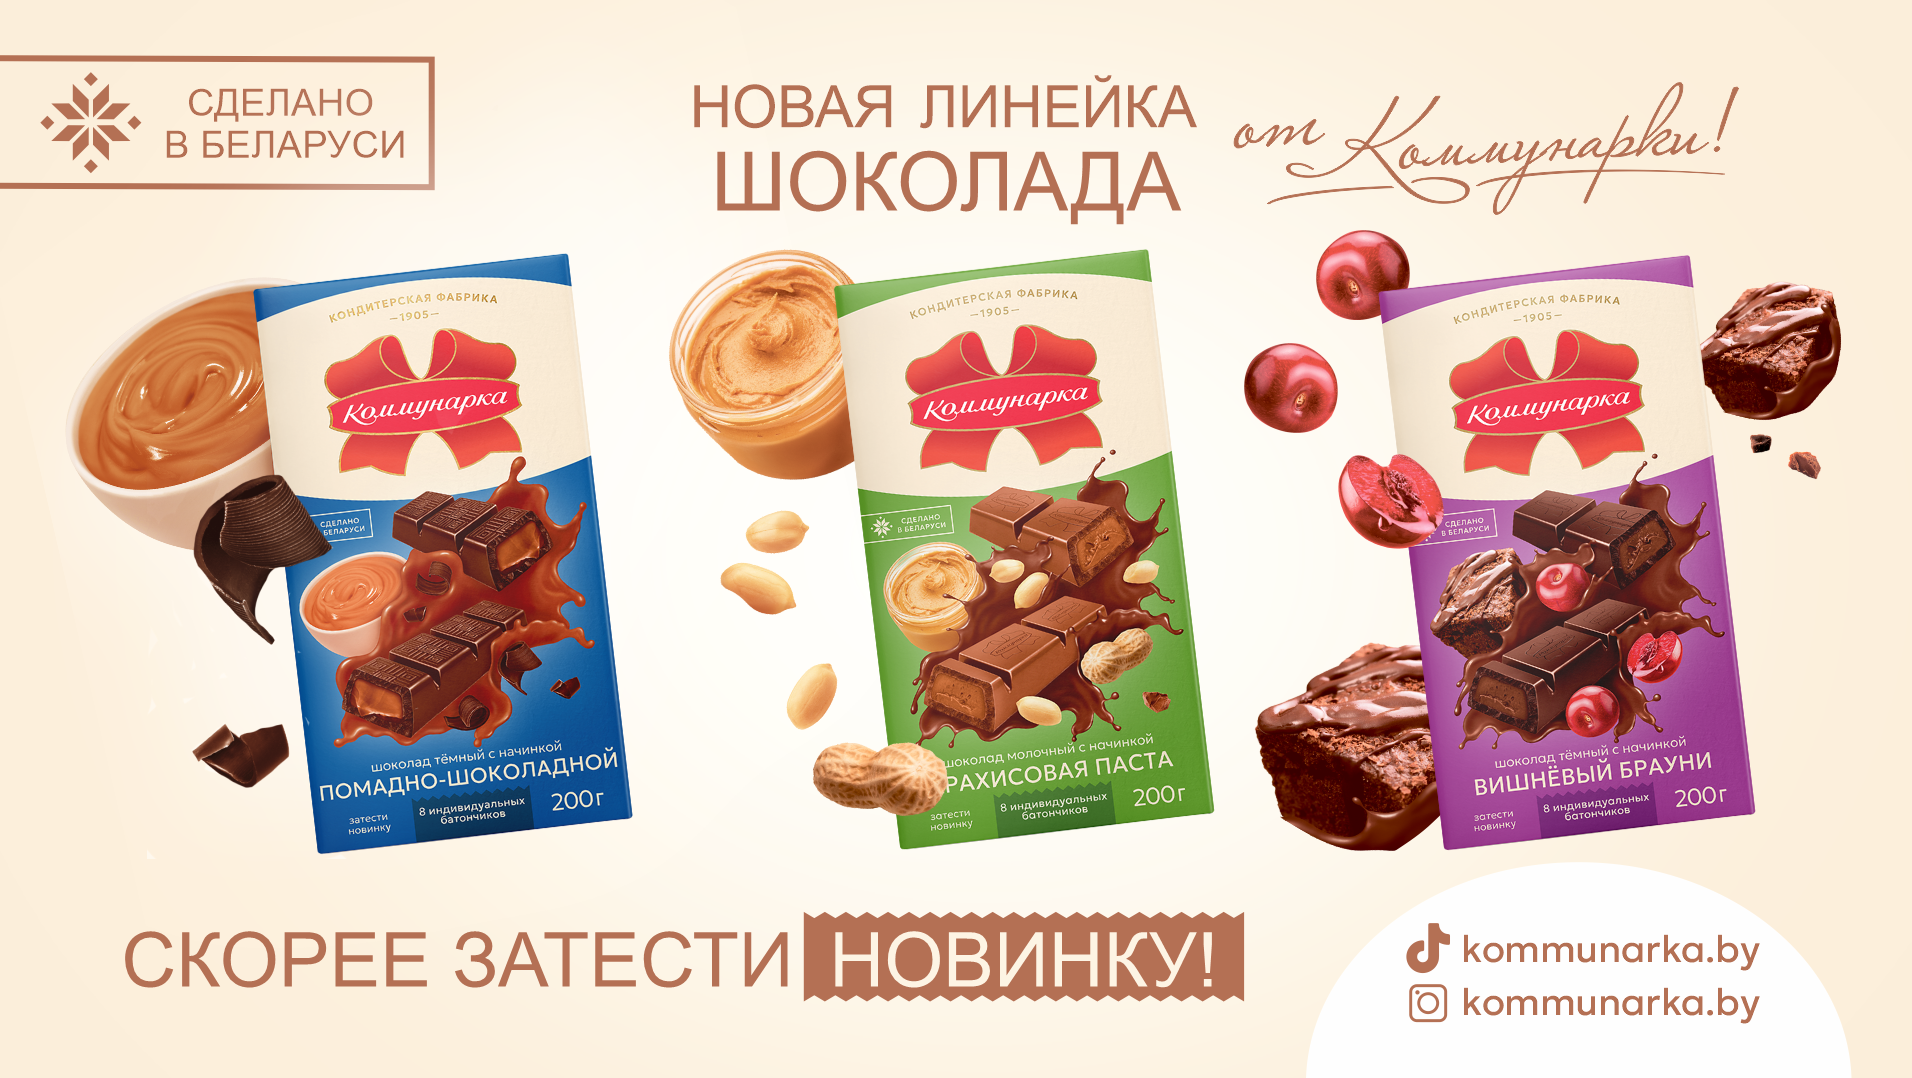 СДЕЛАНО
В БЕЛАРУСИ
НОВАЯ ЛИНЕЙКА
ШОКОЛАДА
от Коммунарки!
КОНДИТЕРСКАЯ ФАБРИКА
—1905—
Коммунарка
СДЕЛАНО
БЕЛАРУСИ
шоколад тёмный с начинкой
ПОМАДНО-ШОКОЛАДНОЙ
затести
новинку
8 индивидуальных
батончиков
200г
КОНДИТЕРСКАЯ ФАБРИКА
—1905—
Коммунарка
СДЕЛАНО
В БЕЛАРУСИ
шоколад молочный с начинкой
РАХИСОВАЯ ПАСТА
затести
новинку
8 индивидуальных
батончиков
200г
КОНДИТЕРСКАЯ ФАБРИКА
—1905—
Коммунарка
СДЕЛАНО
В БЕЛАРУСИ
шоколад тёмный с начинкой
ВИШНЁВЫЙ БРАУНИ
затести
новинку
8 индивидуальных
батончиков
200г
СКОРЕЕ ЗАТЕСТИ НОВИНКУ!
kommunarka.by
kommunarka.by